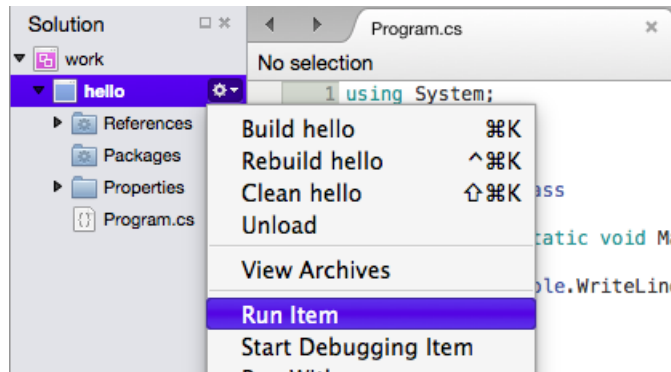 Solution
Program.cs
work
No selection
hello
1 using System;
References
Build hello ⌘K
Packages
Rebuild hello ^⌘K
Properties
Clean hello ⇧⌘K
ass
Program.cs
Unload
tatic void M
View Archives
ole.WriteLin
Run Item
Start Debugging Item